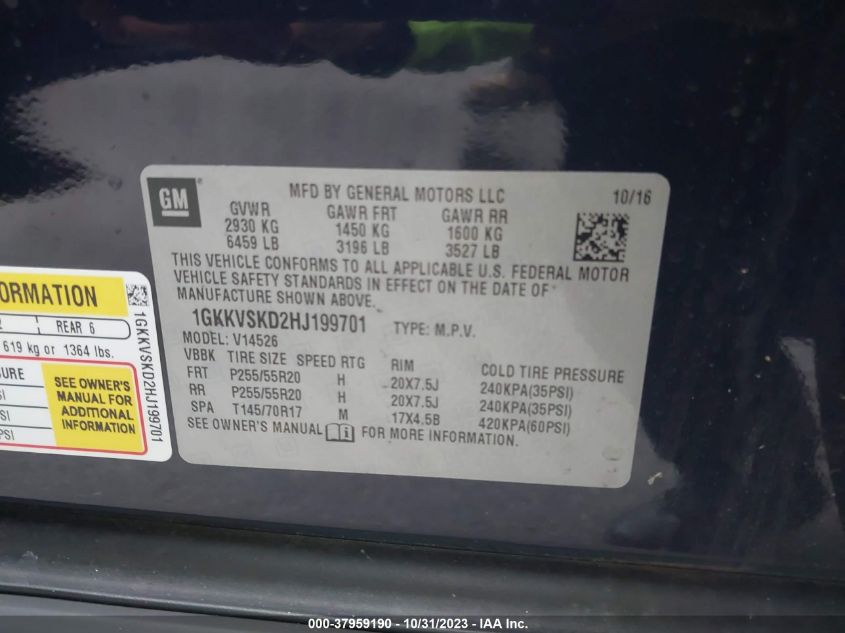 GM
MFD BY GENERAL MOTORS LLC 10/16
GVWR GAWR FRT GAWR RR
2930 KG 1450 KG 1600 KG
6459 LB 3196 LB 3527 LB
THIS VEHICLE CONFORMS TO ALL APPLICABLE U.S. FEDERAL MOTOR
VEHICLE SAFETY STANDARDS IN EFFECT ON THE DATE OF
MANUFACTURE SHOWN ABOVE.
1GKKVSKD2HJ199701 TYPE: M.P.V.
MODEL: V14526
VBBK TIRE SIZE SPEED RTG RIM COLD TIRE PRESSURE
FRT P255/55R20 H 20X7.5J 240KPA(35PSI)
RR P255/55R20 H 20X7.5J 240KPA(35PSI)
SPA T145/70R17 M 17X4.5B 420KPA(60PSI)
SEE OWNER'S MANUAL FOR MORE INFORMATION.
ORMATION
2 REAR 6
619 kg or 1364 lbs.
SURE
PSI
PSI
SEE OWNER'S
MANUAL FOR
ADDITIONAL
INFORMATION
1GKKVSKD2HJ199701
000-37959190 - 10/31/2023 - IAA Inc.